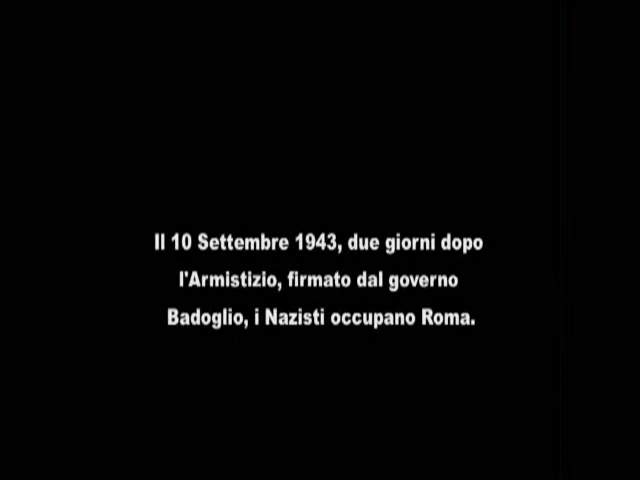 Il 10 Settembre 1943, due giorni dopo
l'Armistizio, firmato dal governo
Badoglio, i Nazisti occupano Roma.